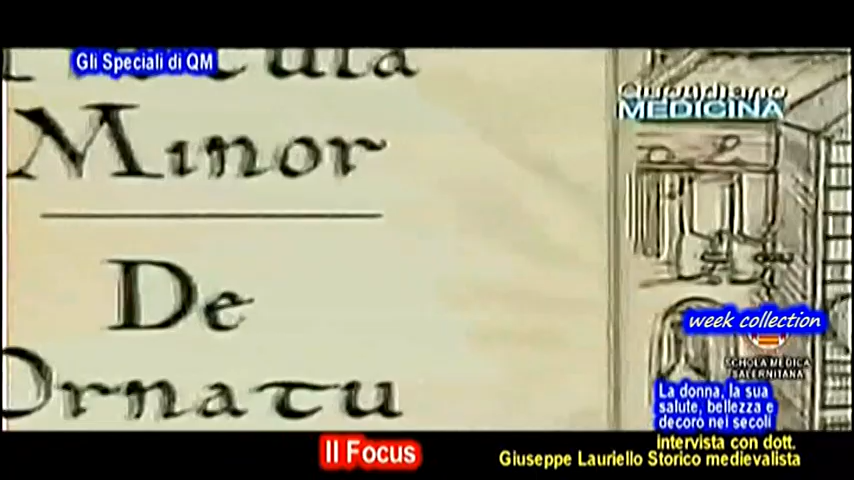 Gli Speciali di QM
Minor
De
Ornatu
Quotidiano
MEDICINA
week collection
SCHOLA MEDICA
SALERNITANA
La donna, la sua
salute, bellezza e
decoro nei secoli
intervista con dott.
Giuseppe Lauriello Storico medievalista
Il Focus